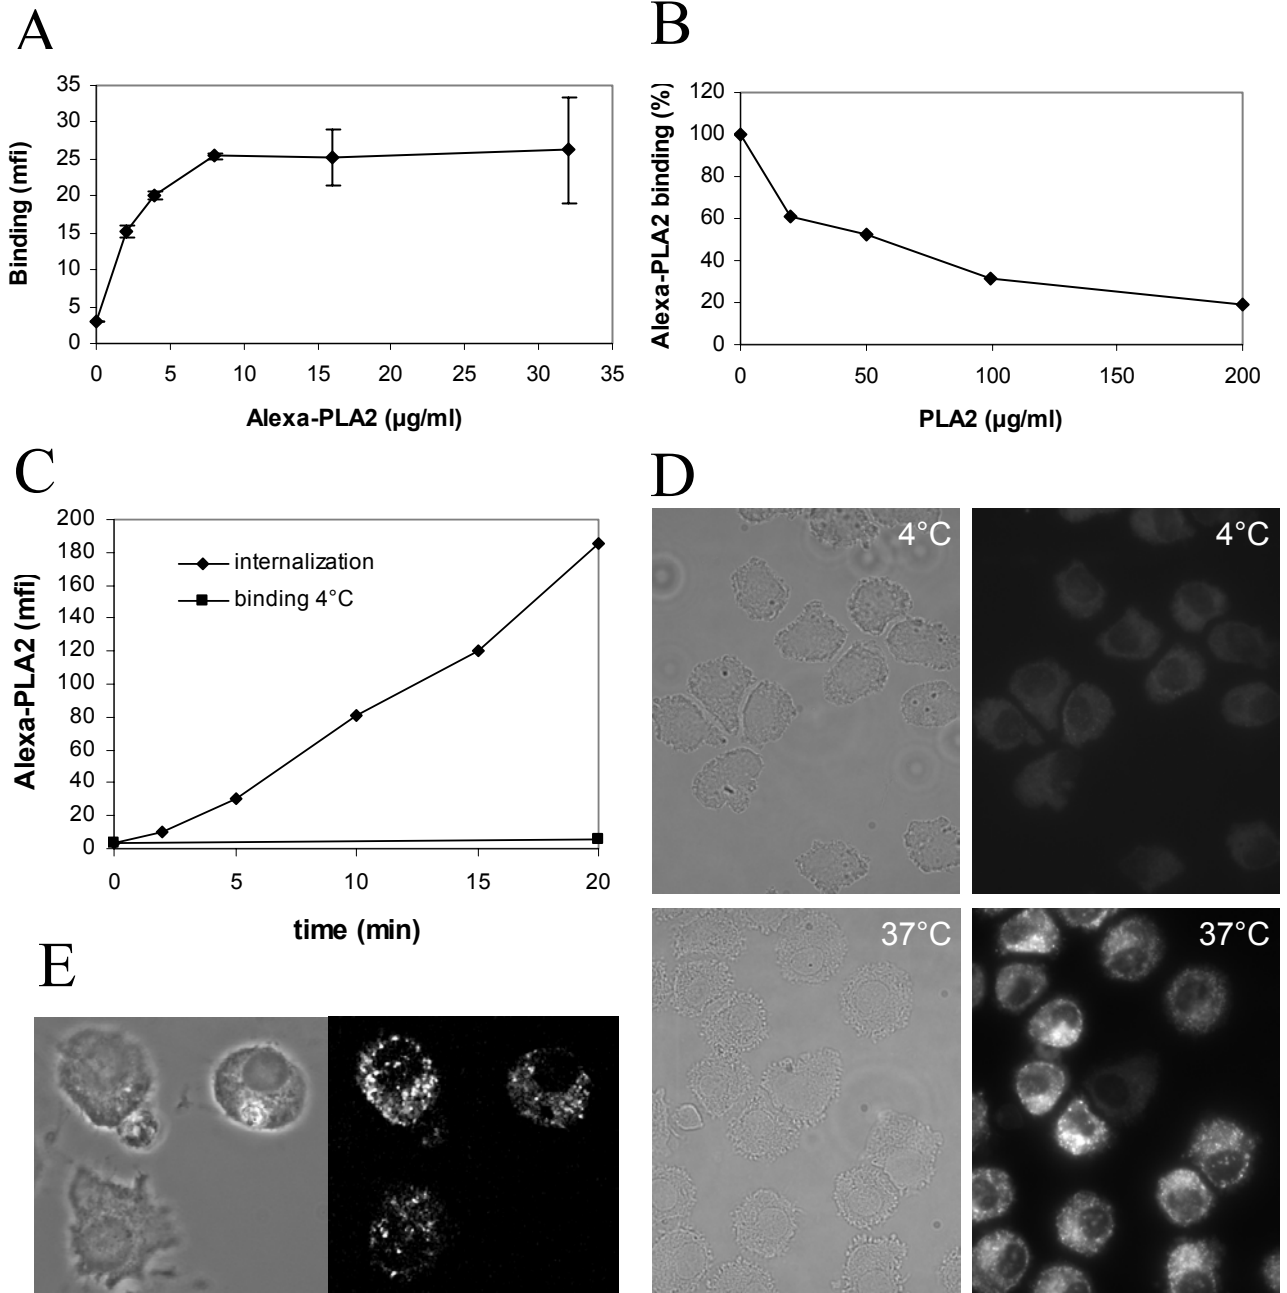 A
35
30
25
20
15
10
5
0
Binding (mfi)
0 5 10 15 20 25 30 35
Alexa-PLA2 (µg/ml)
B
120
100
80
60
40
20
0
Alexa-PLA2 binding (%)
0 50 100 150 200
PLA2 (µg/ml)
C
200
180
160
140
120
100
80
60
40
20
0
Alexa-PLA2 (mfi)
internalization
binding 4°C
0 5 10 15 20
time (min)
D
4°C
4°C
37°C
37°C
E